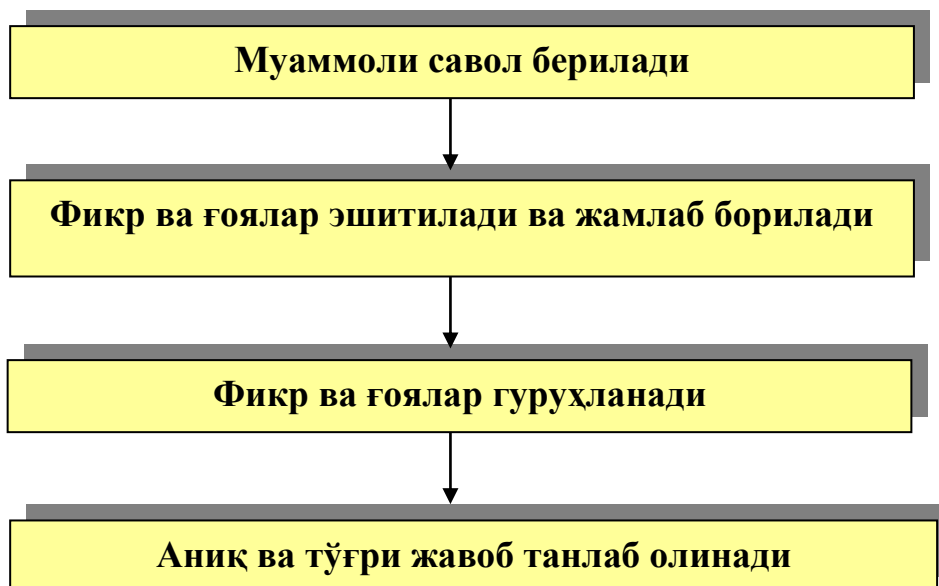 Муаммоли савол берилади
Фикр ва ғоялар эшитилади ва жамлаб борилади
Фикр ва ғоялар гуруҳланади
Аниқ ва тўғри жавоб танлаб олинади